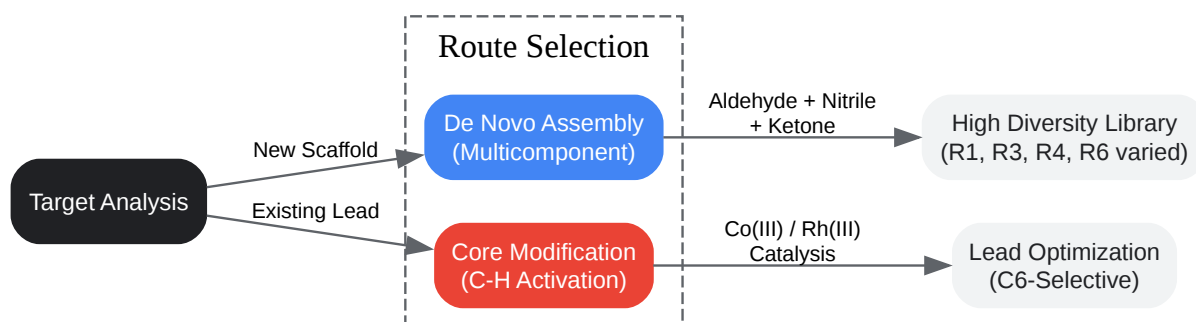 Route Selection
Target Analysis
New Scaffold
Existing Lead
De Novo Assembly
(Multicomponent)
Aldehyde + Nitrile
+ Ketone
High Diversity Library
(R1, R3, R4, R6 varied)
Core Modification
(C-H Activation)
Co(III) / Rh(III)
Catalysis
Lead Optimization
(C6-Selective)